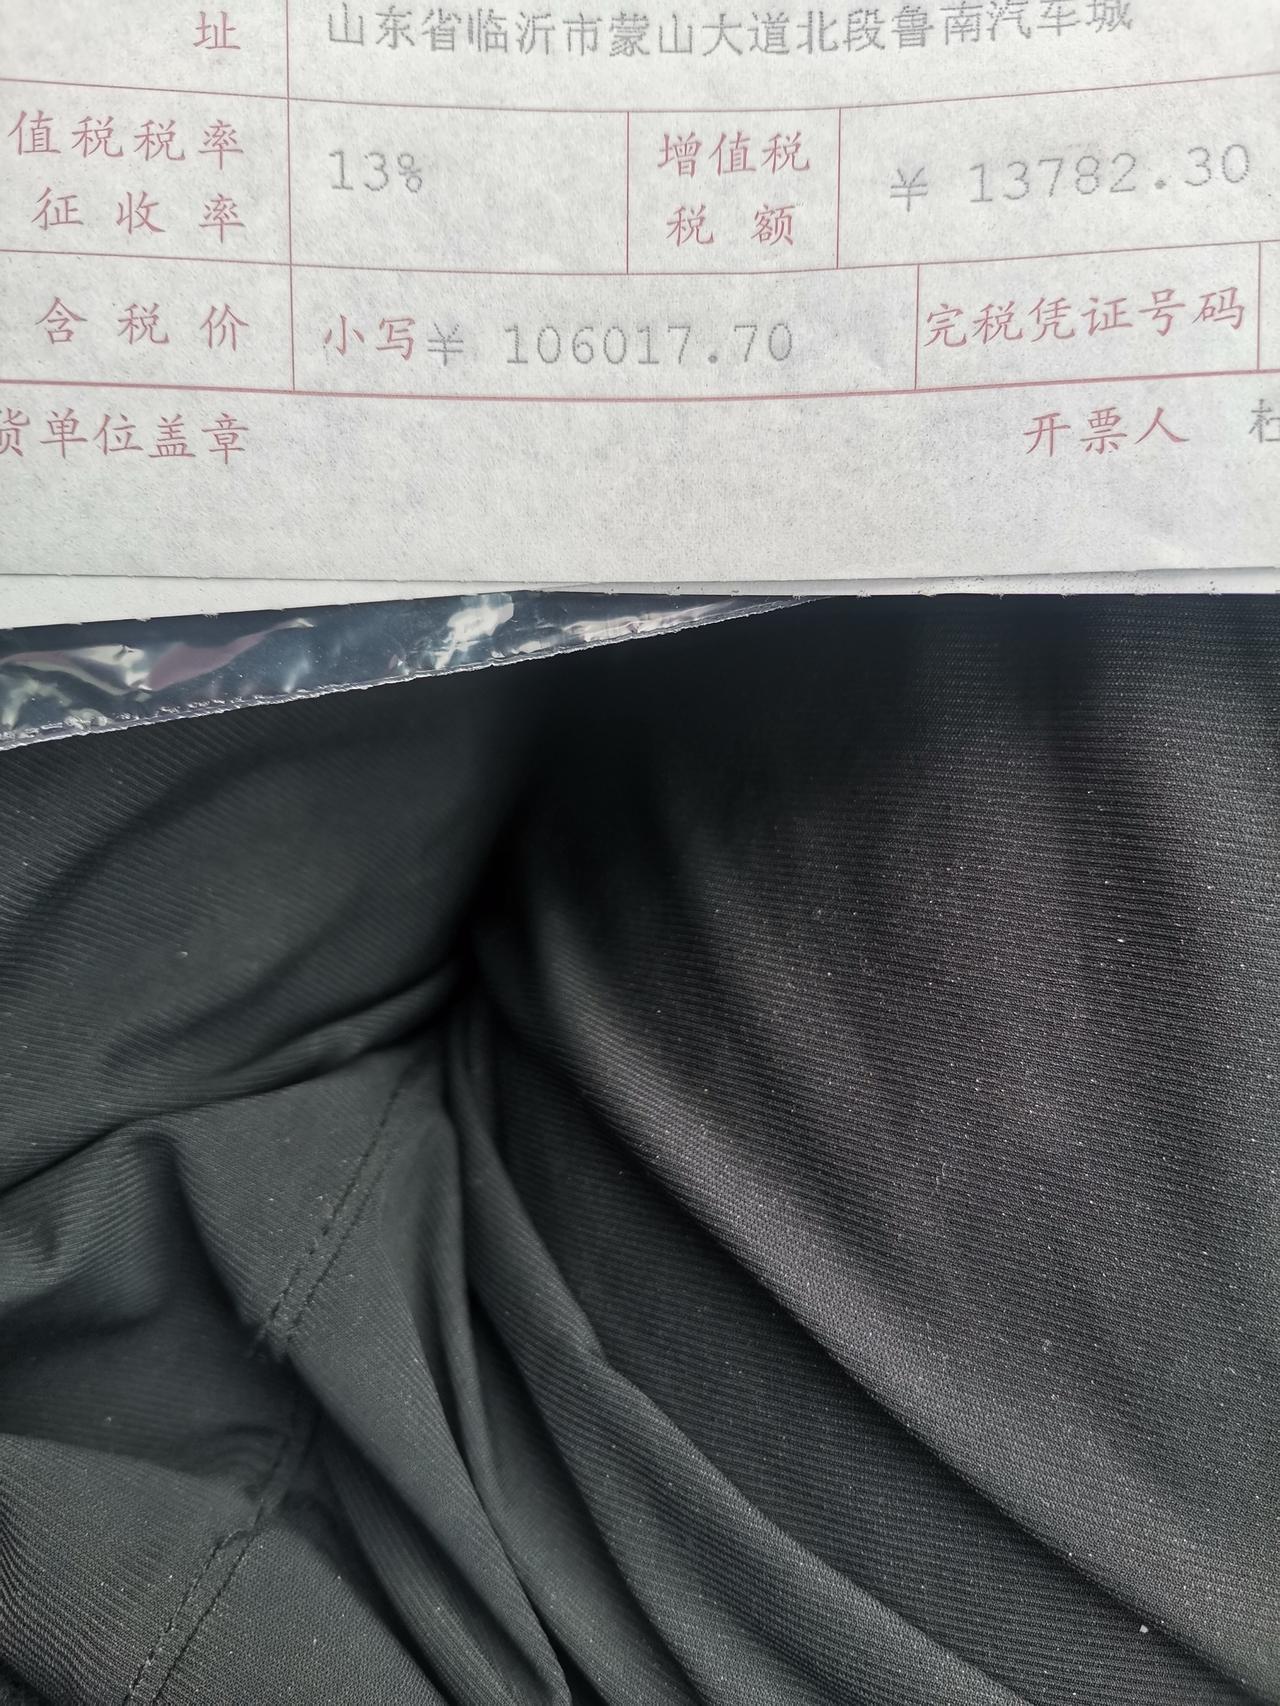 址 山东省临沂市蒙山大道北段鲁南汽车城
值税税率 13% 增值税 ¥ 13782.30
征收率 税额
含税价 小写¥ 106017.70 完税凭证号码
货单位盖章 开票人